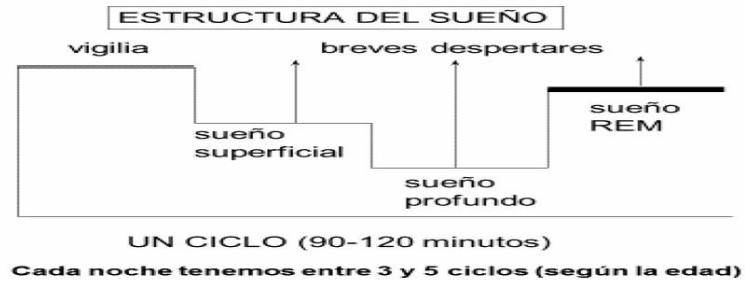 ESTRUCTURA DEL SUEÑO
vigilia
breves despertares
sueño
superficial
sueño
profundo
sueño
REM
UN CICLO (90-120 minutos)
Cada noche tenemos entre 3 y 5 ciclos (según la edad)